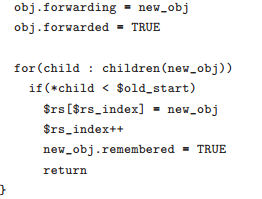 obj.forwarding = new_obj
obj.forwarded = TRUE
for(child : children(new_obj))
if(*child < $old_start)
$rs[$rs_index] = new_obj
$rs_index++
new_obj.remembered = TRUE
return
}